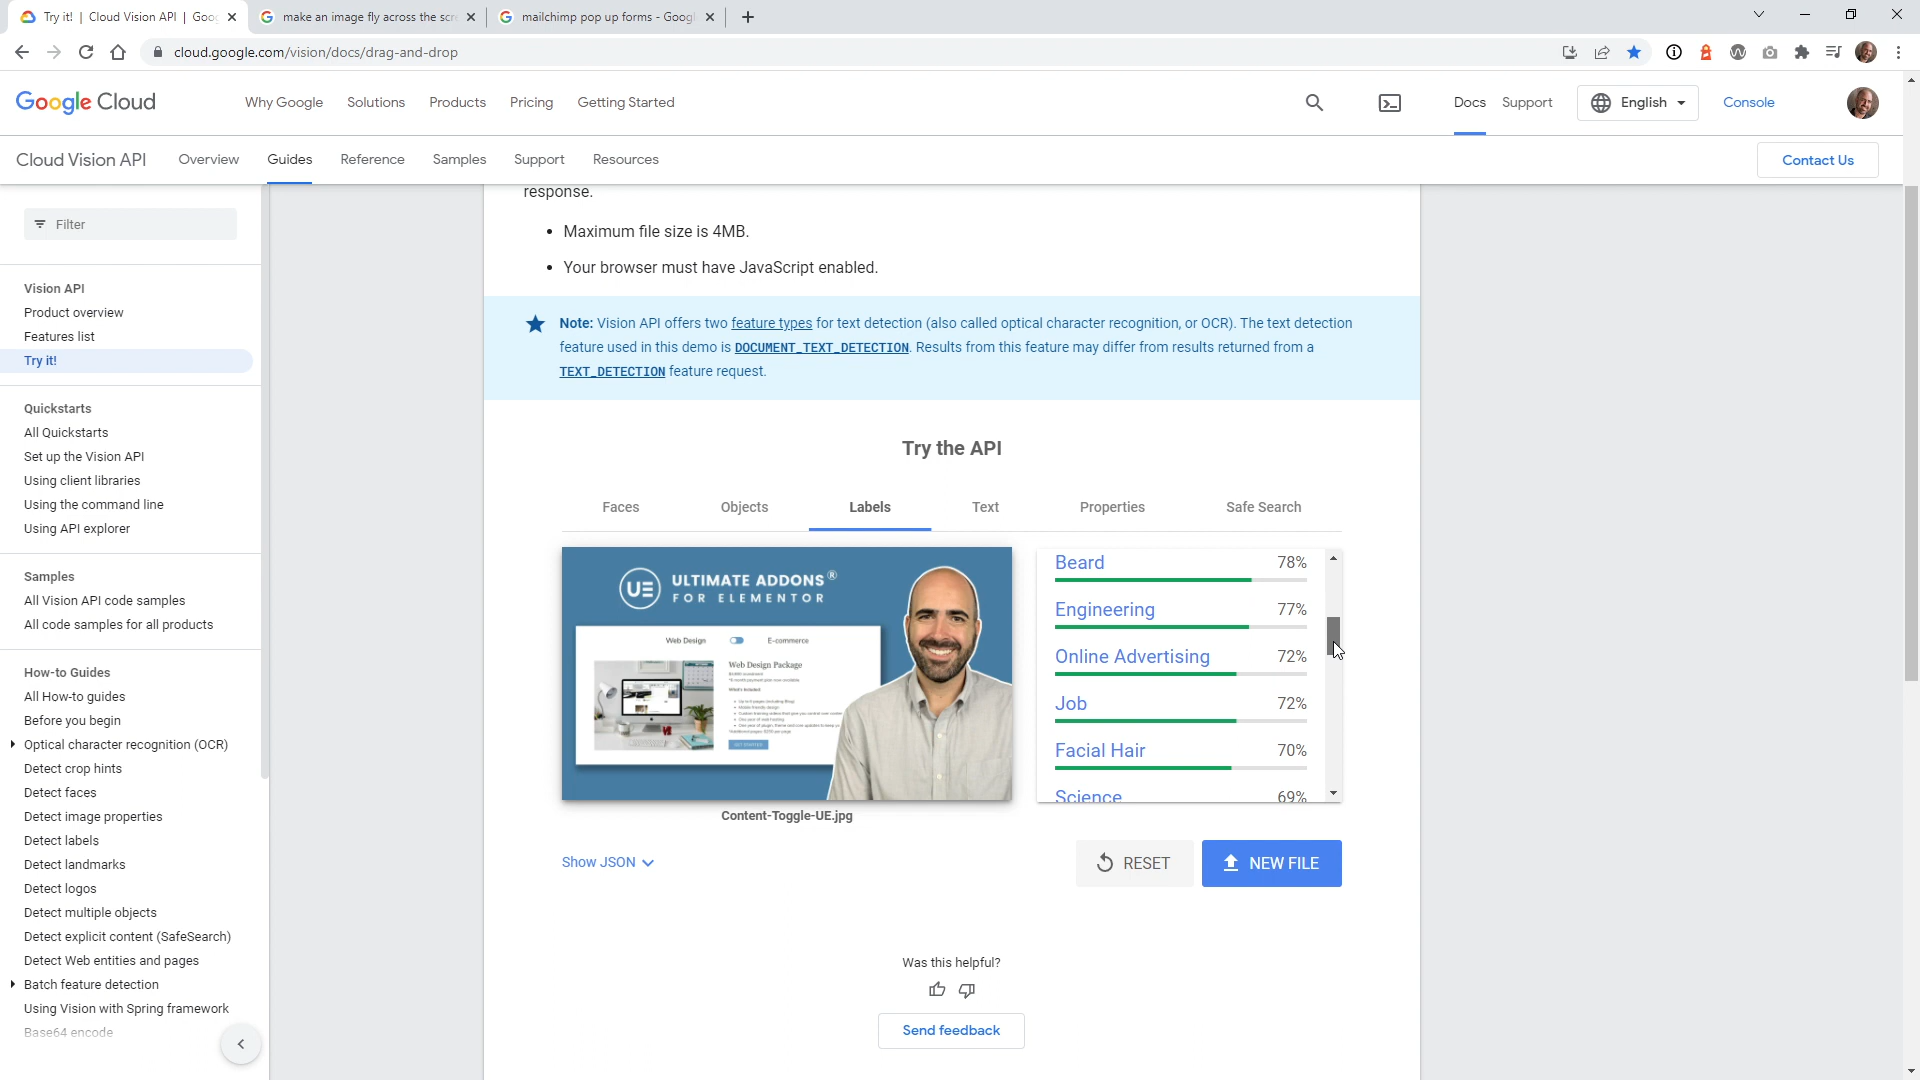 Try it! | Cloud Vision API | Goo
make an image fly across the scre
mailchimp pop up forms - Googl
cloud.google.com/vision/docs/drag-and-drop
Google Cloud
Why Google
Solutions
Products
Pricing
Getting Started
Docs
Support
English
Console
Cloud Vision API
Overview
Guides
Reference
Samples
Support
Resources
Contact Us
Filter
Vision API
Product overview
Features list
Try it!
Quickstarts
All Quickstarts
Set up the Vision API
Using client libraries
Using the command line
Using API explorer
Samples
All Vision API code samples
All code samples for all products
How-to Guides
All How-to guides
Before you begin
Optical character recognition (OCR)
Detect crop hints
Detect faces
Detect image properties
Detect labels
Detect landmarks
Detect logos
Detect multiple objects
Detect explicit content (SafeSearch)
Detect Web entities and pages
Batch feature detection
Using Vision with Spring framework
Base64 encode
response.
• Maximum file size is 4MB.
• Your browser must have JavaScript enabled.
Note: Vision API offers two feature types for text detection (also called optical character recognition, or OCR). The text detection
feature used in this demo is DOCUMENT_TEXT_DETECTION. Results from this feature may differ from results returned from a
TEXT_DETECTION feature request.
Try the API
Faces
Objects
Labels
Text
Properties
Safe Search
UE
ULTIMATE ADDONS®
FOR ELEMENTOR
Web Design
E-commerce
Web Design Package
What's Included
GET STARTED
Content-Toggle-UE.jpg
Beard 78%
Engineering 77%
Online Advertising 72%
Job 72%
Facial Hair 70%
Science 69%
Show JSON
RESET
NEW FILE
Was this helpful?
Send feedback